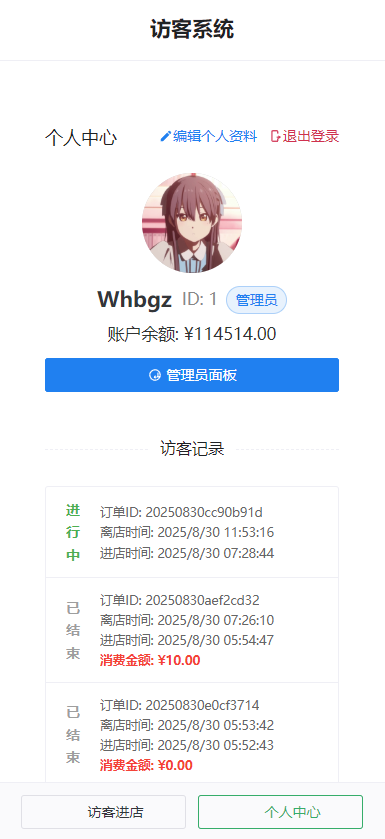 访客系统
个人中心
编辑个人资料
退出登录
Whbgz ID: 1 管理员
账户余额: ¥114514.00
管理员面板
访客记录
进行中
订单ID: 20250830cc90b91d
离店时间: 2025/8/30 11:53:16
进店时间: 2025/8/30 07:28:44
已结束
订单ID: 20250830aef2cd32
离店时间: 2025/8/30 07:26:10
进店时间: 2025/8/30 05:54:47
消费金额: ¥10.00
已结束
订单ID: 20250830e0cf3714
离店时间: 2025/8/30 05:53:42
进店时间: 2025/8/30 05:52:43
消费金额: ¥0.00
访客进店
个人中心